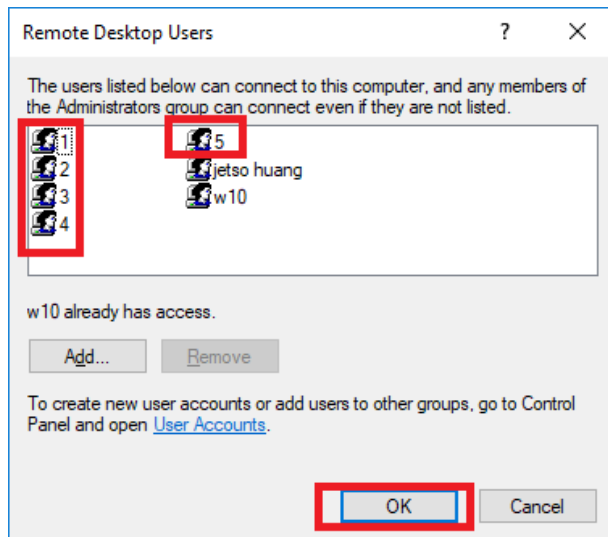 Remote Desktop Users ?
The users listed below can connect to this computer, and any members of
the Administrators group can connect even if they are not listed.
1
2
3
4
5
jetso huang
w10
w10 already has access.
Add... Remove
To create new user accounts or add users to other groups, go to Control
Panel and open User Accounts.
OK Cancel